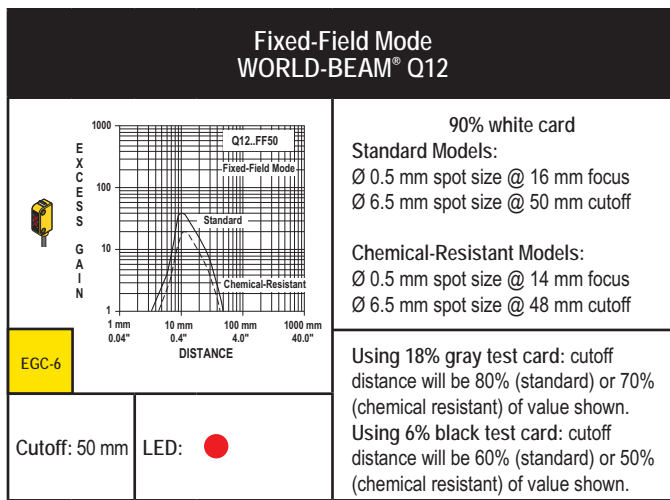 Fixed-Field Mode
WORLD-BEAM® Q12
EXCESS GAIN
1000
100
10
1
Q12..FF50
Fixed-Field Mode
Standard
Chemical-Resistant
1 mm 10 mm 100 mm 1000 mm
0.04" 0.4" 4.0" 40.0"
DISTANCE
EGC-6
90% white card
Standard Models:
Ø 0.5 mm spot size @ 16 mm focus
Ø 6.5 mm spot size @ 50 mm cutoff
Chemical-Resistant Models:
Ø 0.5 mm spot size @ 14 mm focus
Ø 6.5 mm spot size @ 48 mm cutoff
Using 18% gray test card: cutoff
distance will be 80% (standard) or 70%
(chemical resistant) of value shown.
Using 6% black test card: cutoff
distance will be 60% (standard) or 50%
(chemical resistant) of value shown.
Cutoff: 50 mm
LED: